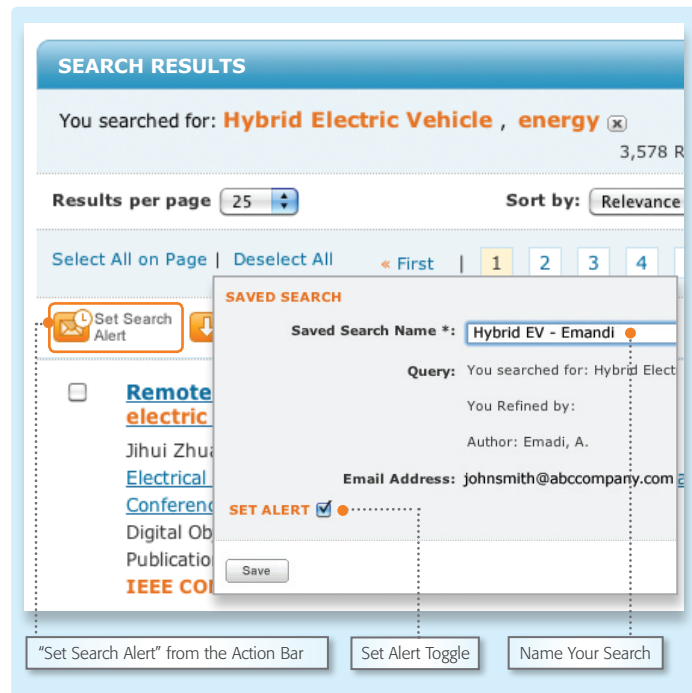 SEARCH RESULTS
You searched for: Hybrid Electric Vehicle , energy
3,578 R
Results per page 25
Sort by: Relevance
Select All on Page | Deselect All « First | 1 2 3 4
Set Search
Alert
SAVED SEARCH
Saved Search Name *: Hybrid EV - Emandi
Query: You searched for: Hybrid Elect
You Refined by:
Author: Emadi, A.
Email Address: johnsmith@abccompany.com
SET ALERT
Save
Remote
electric
Jihui Zhua
Electrical
Conferenc
Digital Ob
Publicatio
IEEE CO
"Set Search Alert" from the Action Bar
Set Alert Toggle
Name Your Search